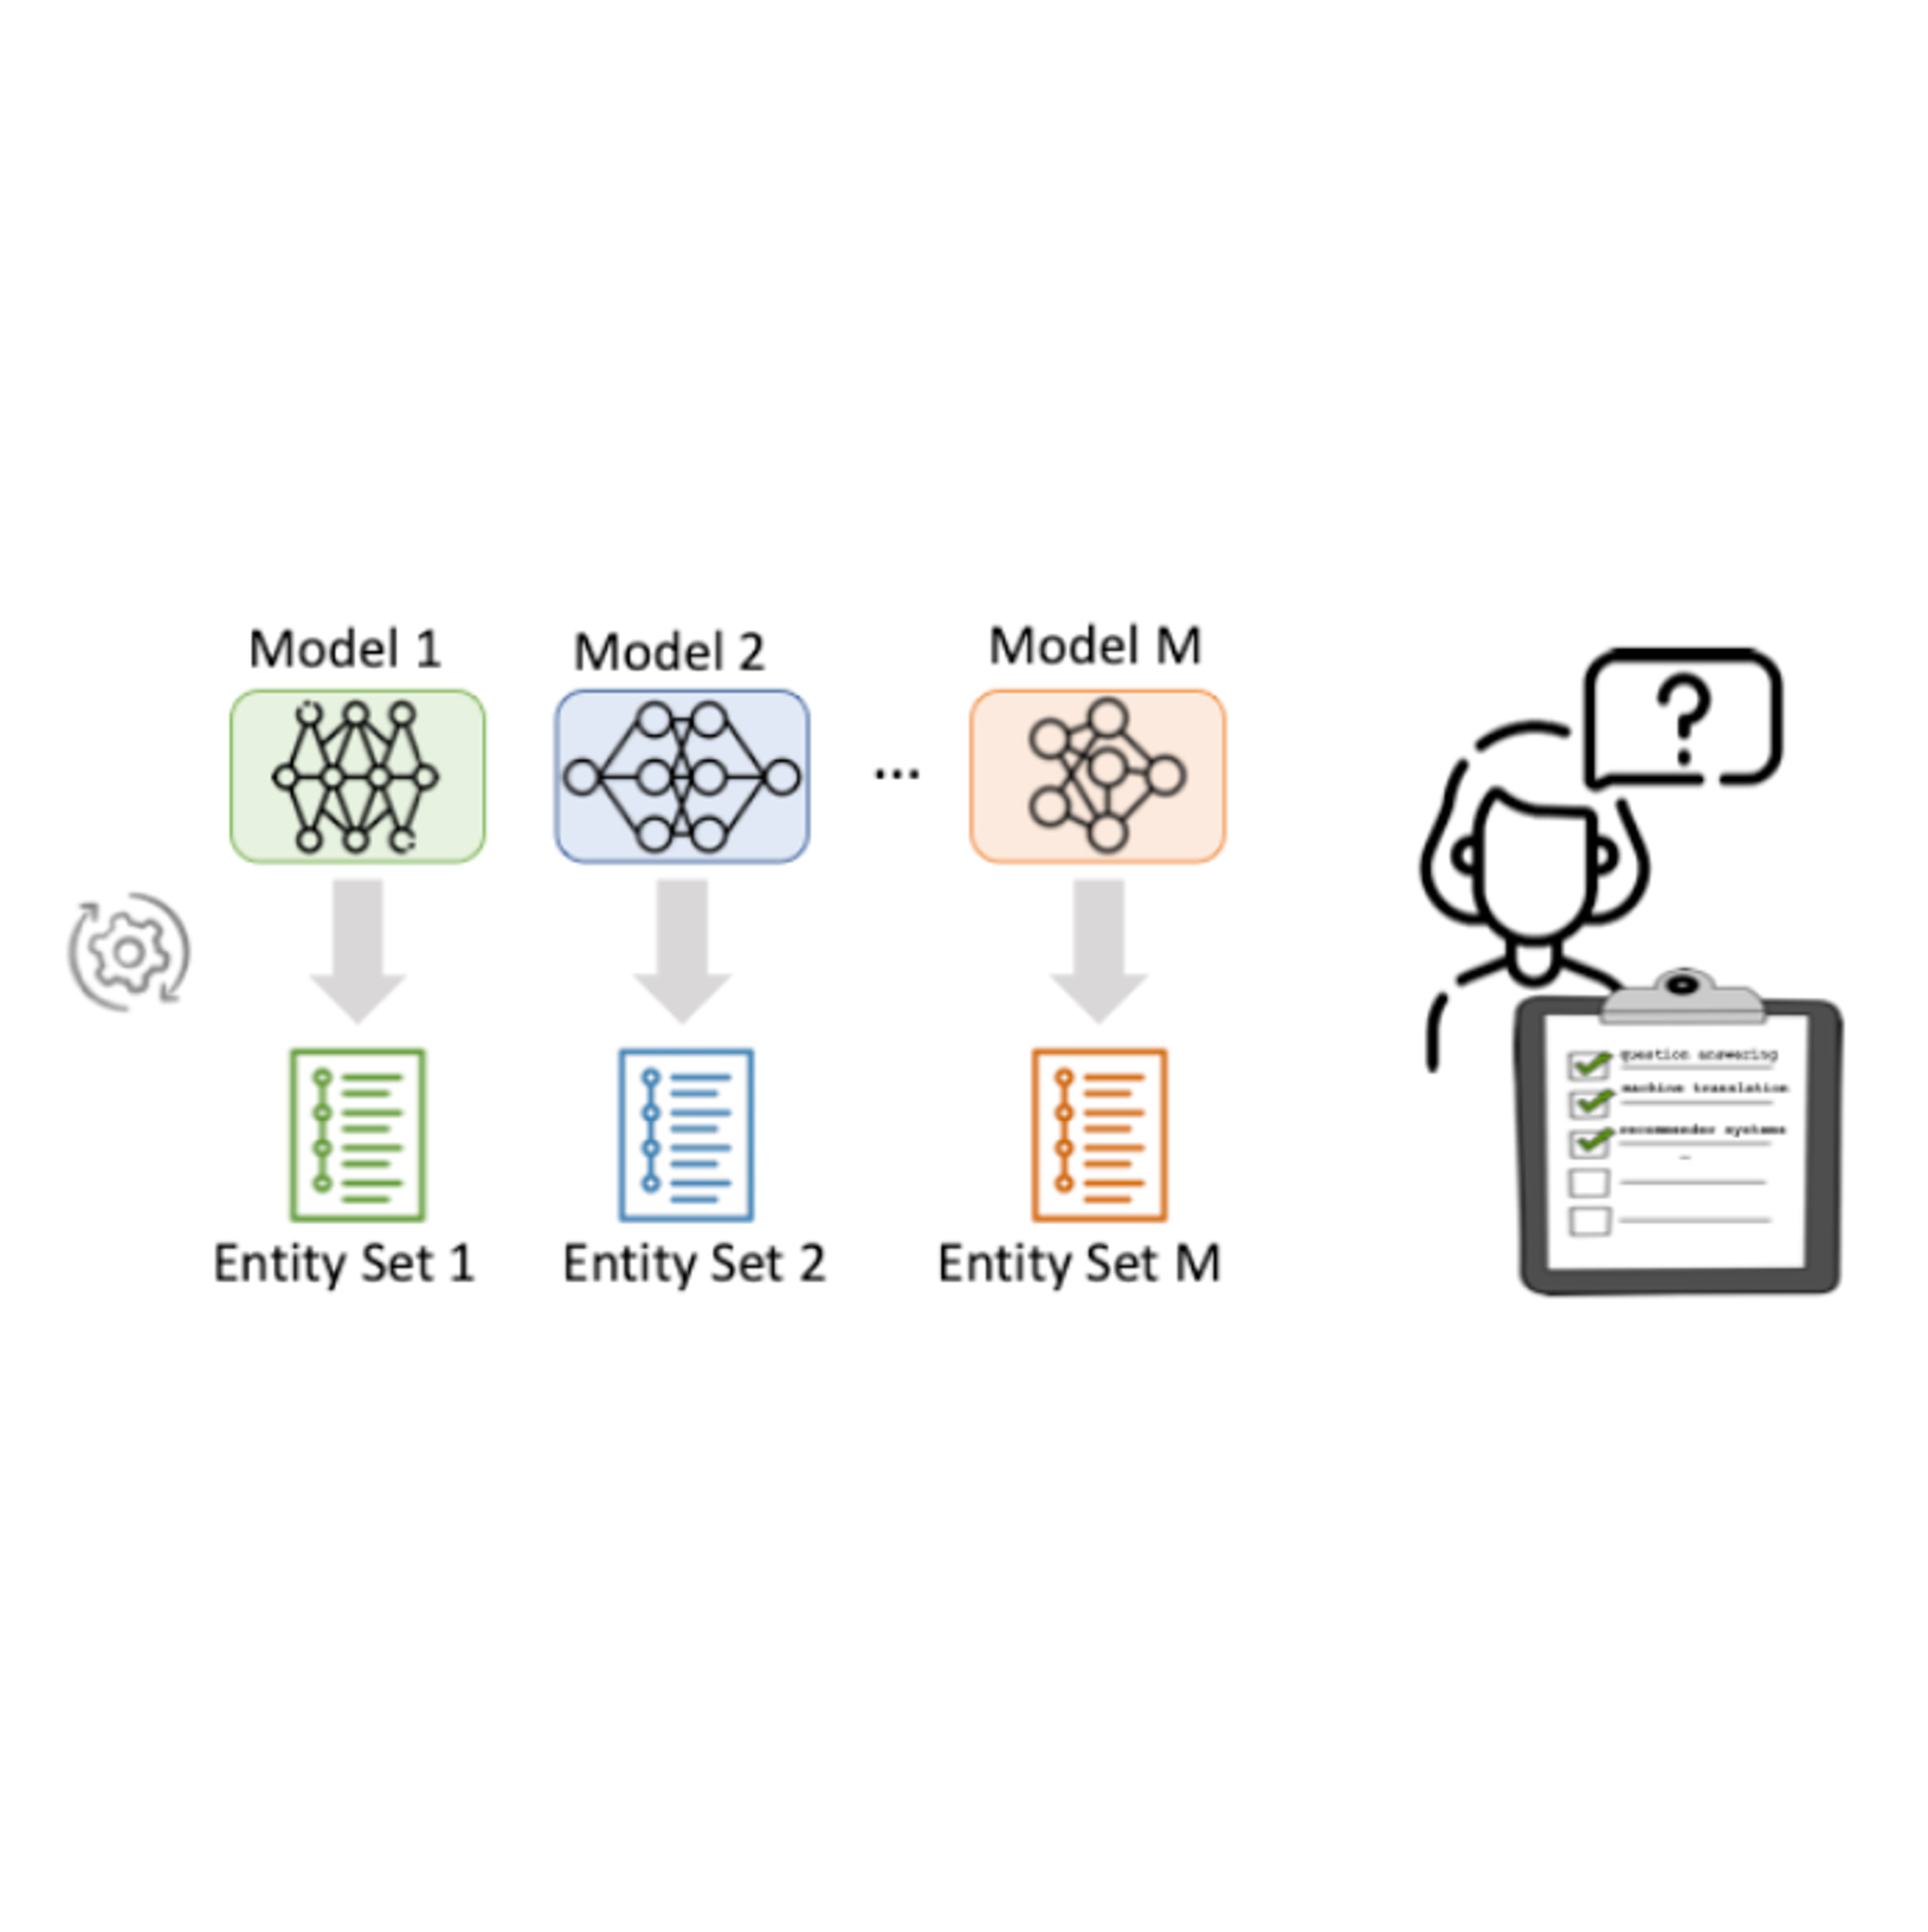 Model 1
Model 2
Model M
...
?
question answering
machine translation
recommender systems
Entity Set 1
Entity Set 2
Entity Set M